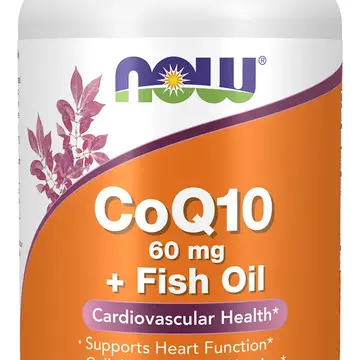 NOW
CoQ10
60 mg
+ Fish Oil
Cardiovascular Health*
• Supports Heart Function*